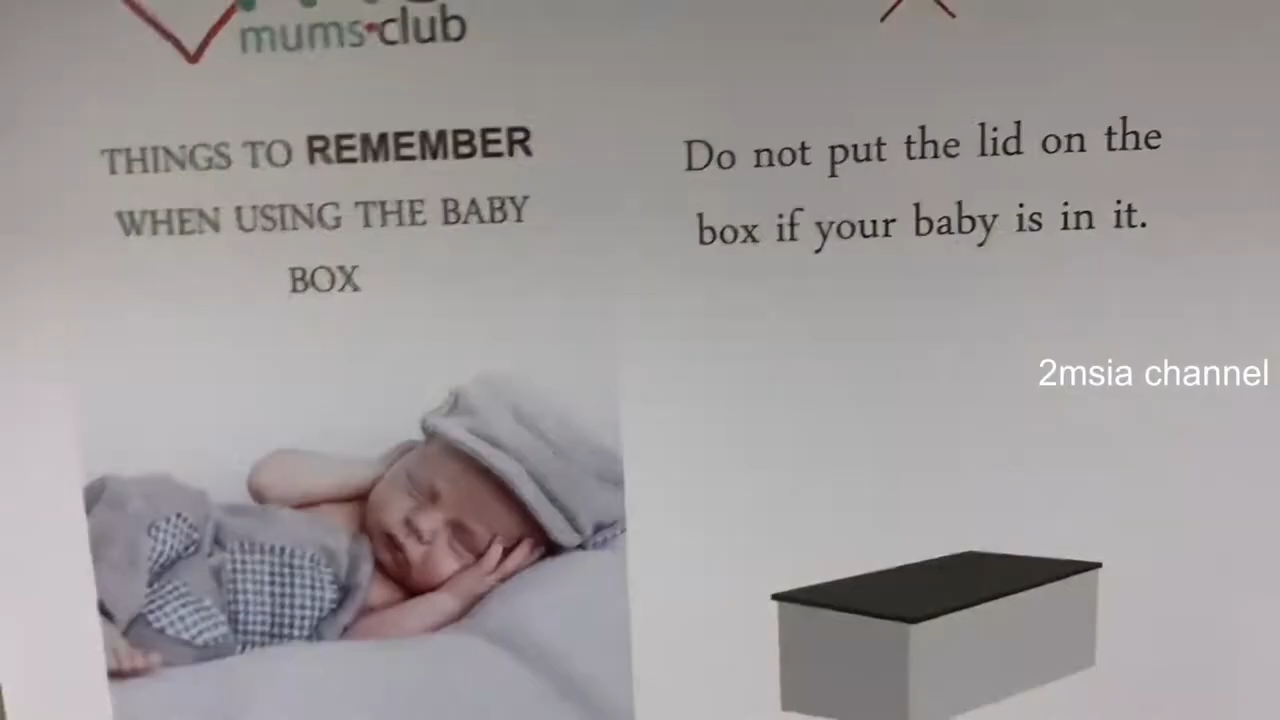 mums•club
THINGS TO REMEMBER
WHEN USING THE BABY
BOX
Do not put the lid on the
box if your baby is in it.
2msia channel